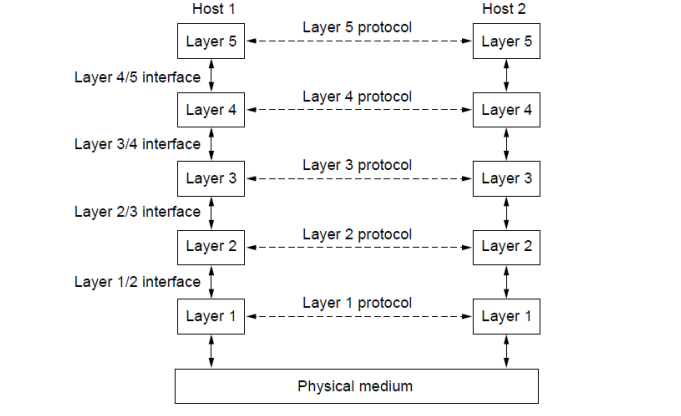 Host 1
Host 2
Layer 5 protocol
Layer 5
Layer 5
Layer 4/5 interface
Layer 4 protocol
Layer 4
Layer 4
Layer 3/4 interface
Layer 3 protocol
Layer 3
Layer 3
Layer 2/3 interface
Layer 2 protocol
Layer 2
Layer 2
Layer 1/2 interface
Layer 1 protocol
Layer 1
Layer 1
Physical medium